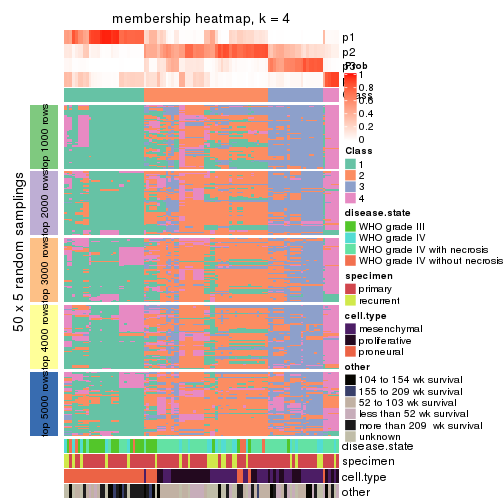 membership heatmap, k = 4
p1
p2
p3
Class
50 x 5 random samplings
top 1000 rows
top 2000 rows
top 3000 rows
top 4000 rows
top 5000 rows
disease.state
specimen
cell.type
other
Prob
1
0.8
0.6
0.4
0.2
0
Class
1
2
3
4
disease.state
WHO grade III
WHO grade IV
WHO grade IV with necrosis
WHO grade IV without necrosis
specimen
primary
recurrent
cell.type
mesenchymal
proliferative
proneural
other
104 to 154 wk survival
155 to 209 wk survival
52 to 103 wk survival
less than 52 wk survival
more than 209 wk survival
unknown